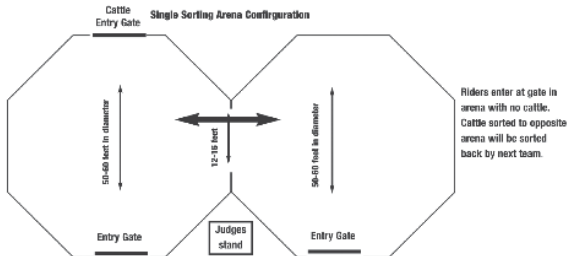 Cattle
Entry Gate
Single Sorting Arena Confirguration
50-60 feet in diameter
12-16 feet
50-60 feet in diameter
Riders enter at gate in
arena with no cattle.
Cattle sorted to opposite
arena will be sorted
back by next team.
Entry Gate
Judges
stand
Entry Gate